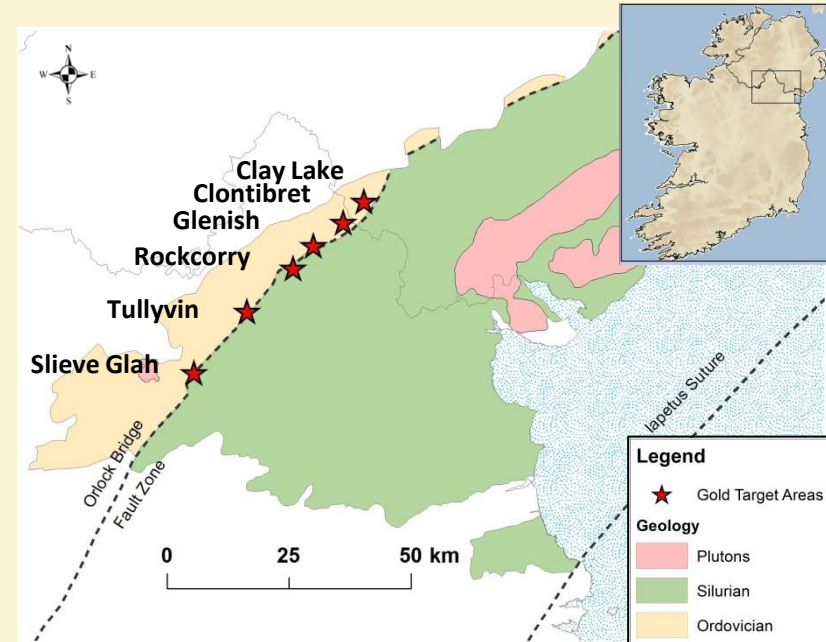 N
W E
S
Clay Lake
Clontibret
Glenish
Rockcorry
Tullyvin
Slieve Glah
Orlock Bridge
Fault Zone
Iapetus Suture
0 25 50 km
Legend
Gold Target Areas
Geology
Plutons
Silurian
Ordovician